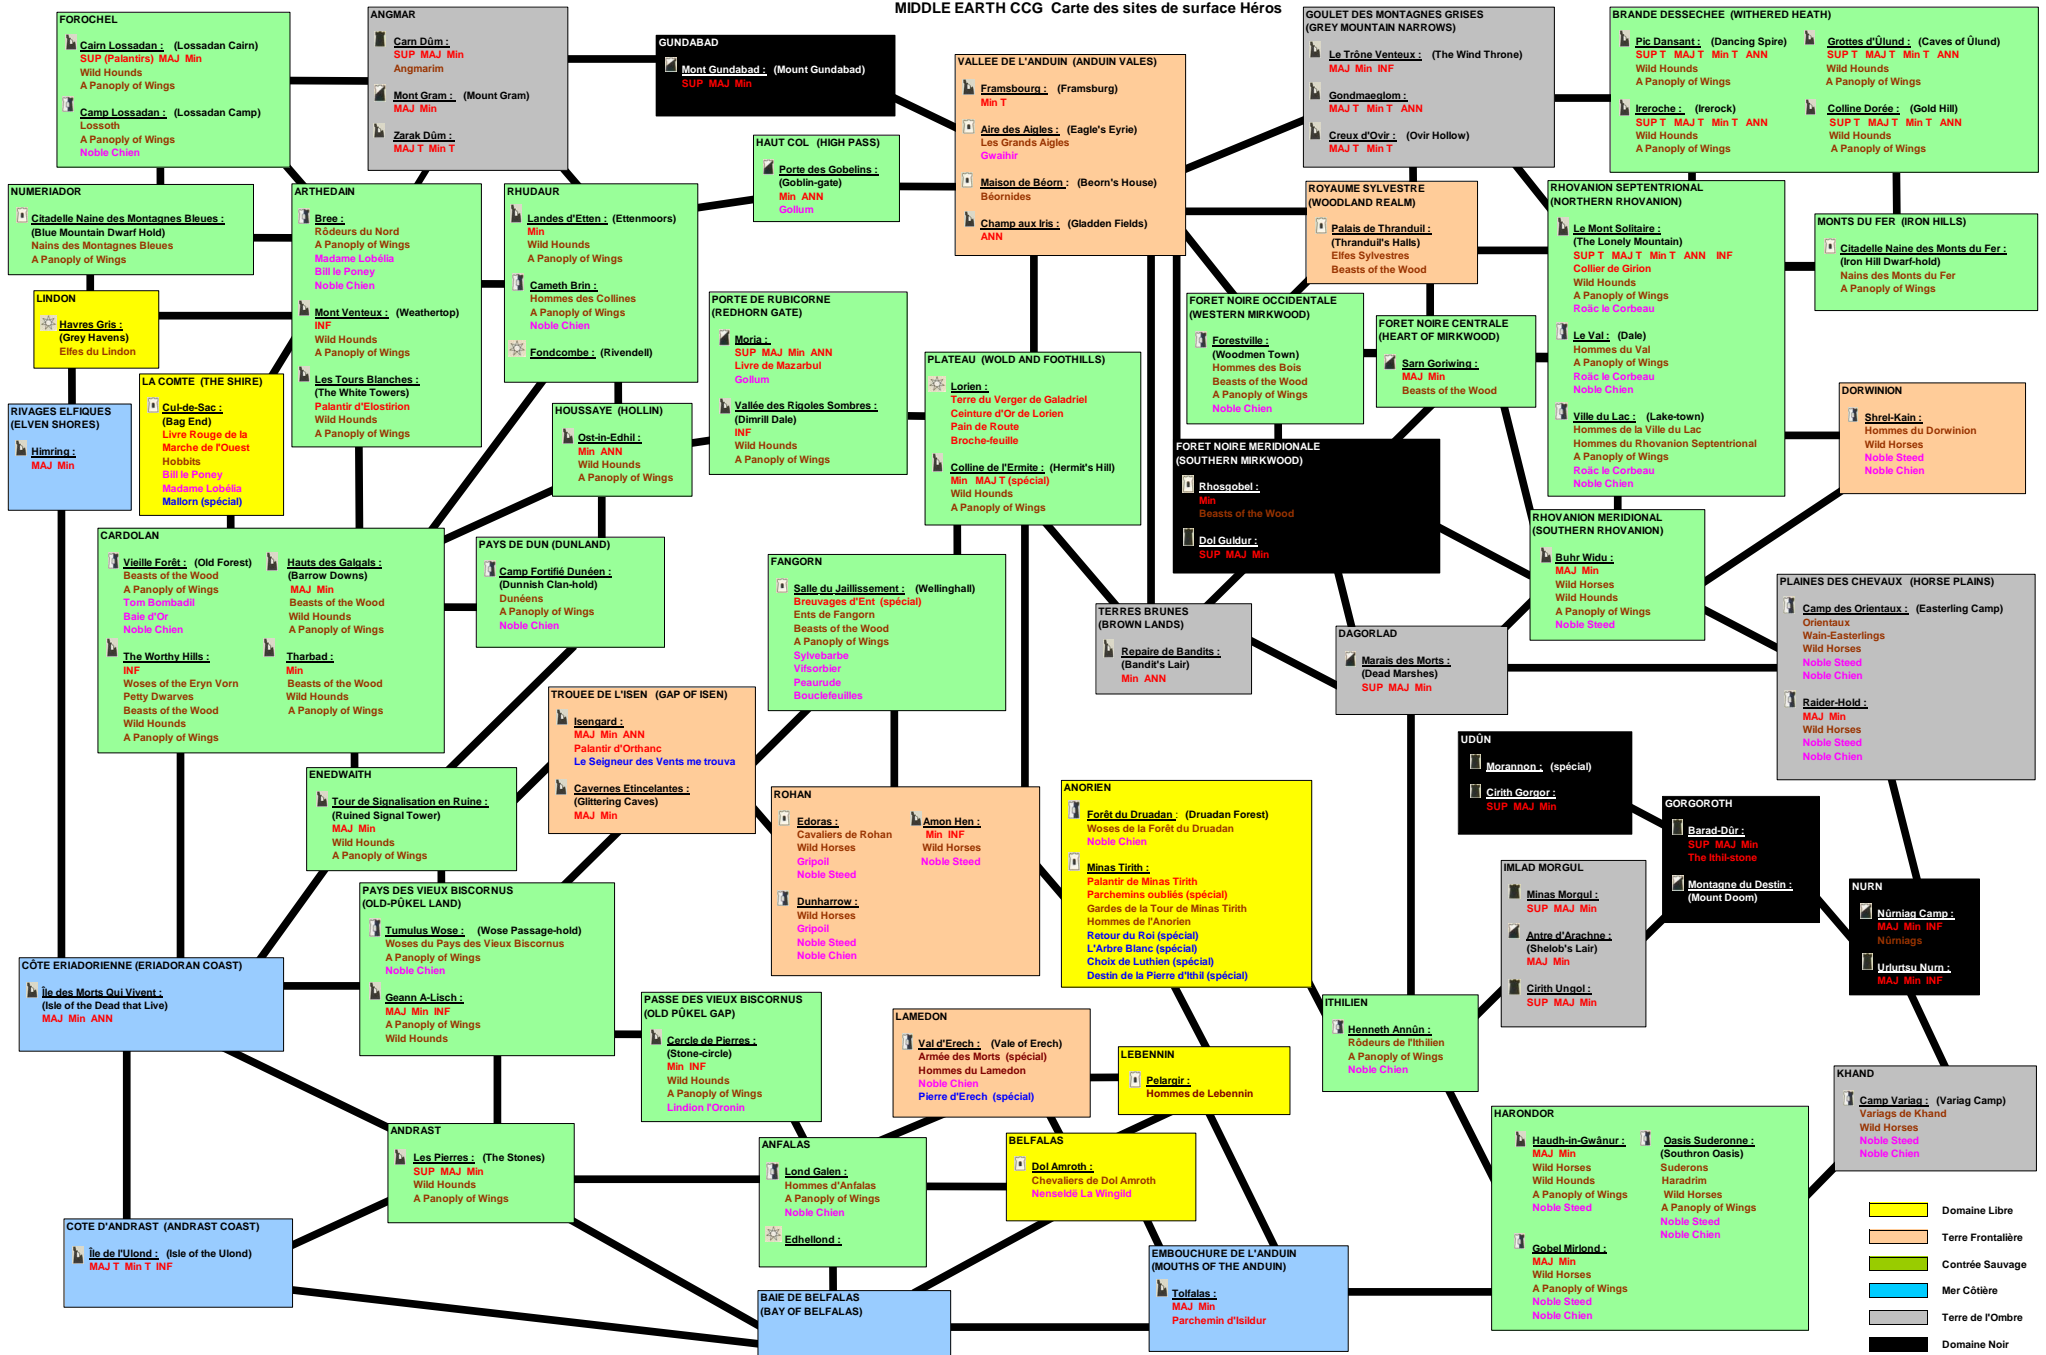 MIDDLE EARTH CCG  Carte des sites de surface Héros
FOROCHEL
Cairn Lossadan :   (Lossadan Cairn)
SUP (Palantirs)  MAJ  Min
Wild Hounds
A Panoply of Wings
Camp Lossadan :   (Lossadan Camp)
Lossoth
A Panoply of Wings
Noble Chien
ANGMAR
Carn Dûm :
SUP  MAJ  Min
Angmarim
Mont Gram :   (Mount Gram)
MAJ  Min
Zarak Dûm :
MAJ T  Min T
GUNDABAD
Mont Gundabad :   (Mount Gundabad)
SUP  MAJ  Min
VALLEE DE L'ANDUIN  (ANDUIN VALES)
Framsbourg :   (Framsburg)
Min T
Aire des Aigles :   (Eagle's Eyrie)
Les Grands Aigles
Gwaihir
Maison de Béorn :   (Beorn's House)
Béornides
Champ aux Iris :   (Gladden Fields)
ANN
GOULET DES MONTAGNES GRISES
(GREY MOUNTAIN NARROWS)
Le Trône Venteux :   (The Wind Throne)
MAJ  Min  INF
Gondmaeglom :
MAJ T  Min T  ANN
Creux d'Ovir :   (Ovir Hollow)
MAJ T  Min T
BRANDE DESSECHEE  (WITHERED HEATH)
Pic Dansant :   (Dancing Spire)
SUP T  MAJ T  Min T  ANN
Wild Hounds
A Panoply of Wings
Grottes d'Ûlund :   (Caves of Ûlund)
SUP T  MAJ T  Min T  ANN
Wild Hounds
A Panoply of Wings
Ireroche :   (Irerock)
SUP T  MAJ T  Min T  ANN
Wild Hounds
A Panoply of Wings
Colline Dorée :   (Gold Hill)
SUP T  MAJ T  Min T  ANN
Wild Hounds
A Panoply of Wings
HAUT COL   (HIGH PASS)
Porte des Gobelins :
(Goblin-gate)
Min  ANN
Gollum
NUMERIADOR
Citadelle Naine des Montagnes Bleues :
(Blue Mountain Dwarf Hold)
Nains des Montagnes Bleues
A Panoply of Wings
ARTHEDAIN
Bree :
Rôdeurs du Nord
A Panoply of Wings
Madame Lobélia
Bill le Poney
Noble Chien
Mont Venteux :   (Weathertop)
INF
Wild Hounds
A Panoply of Wings
Les Tours Blanches :
(The White Towers)
Palantir d'Elostirion
Wild Hounds
A Panoply of Wings
RHUDAUR
Landes d'Etten :   (Ettenmoors)
Min
Wild Hounds
A Panoply of Wings
Cameth Brin :
Hommes des Collines
A Panoply of Wings
Noble Chien
Fondcombe :   (Rivendell)
ROYAUME SYLVESTRE
(WOODLAND REALM)
Palais de Thranduil :
(Thranduil's Halls)
Elfes Sylvestres
Beasts of the Wood
RHOVANION SEPTENTRIONAL
(NORTHERN RHOVANION)
Le Mont Solitaire :
(The Lonely Mountain)
SUP T  MAJ T  Min T  ANN  INF
Collier de Girion
Wild Hounds
A Panoply of Wings
Roäc le Corbeau
Le Val :   (Dale)
Hommes du Val
A Panoply of Wings
Roäc le Corbeau
Noble Chien
Ville du Lac :   (Lake-town)
Hommes de la Ville du Lac
Hommes du Rhovanion Septentrional
A Panoply of Wings
Roäc le Corbeau
Noble Chien
MONTS DU FER  (IRON HILLS)
Citadelle Naine des Monts du Fer :
(Iron Hill Dwarf-hold)
Nains des Monts du Fer
A Panoply of Wings
LINDON
Havres Gris :
(Grey Havens)
Elfes du Lindon
LA COMTE  (THE SHIRE)
Cul-de-Sac :
(Bag End)
Livre Rouge de la
Marche de l'Ouest
Hobbits
Bill le Poney
Madame Lobélia
Mallorn (spécial)
RIVAGES ELFIQUES
(ELVEN SHORES)
Himring :
MAJ  Min
PORTE DE RUBICORNE
(REDHORN GATE)
Moria :
SUP  MAJ  Min  ANN
Livre de Mazarbul
Gollum
Vallée des Rigoles Sombres :
(Dimrill Dale)
INF
Wild Hounds
A Panoply of Wings
HOUSSAYE  (HOLLIN)
Ost-in-Edhil :
Min  ANN
Wild Hounds
A Panoply of Wings
PLATEAU  (WOLD AND FOOTHILLS)
Lorien :
Terre du Verger de Galadriel
Ceinture d'Or de Lorien
Pain de Route
Broche-feuille
Colline de l'Ermite :  (Hermit's Hill)
Min   MAJ T (spécial)
Wild Hounds
A Panoply of Wings
FORET NOIRE OCCIDENTALE
(WESTERN MIRKWOOD)
Forestville :
(Woodmen Town)
Hommes des Bois
Beasts of the Wood
A Panoply of Wings
Noble Chien
FORET NOIRE CENTRALE
(HEART OF MIRKWOOD)
Sarn Goriwing :
MAJ  Min
Beasts of the Wood
DORWINION
Shrel-Kain :
Hommes du Dorwinion
Wild Horses
Noble Steed
Noble Chien
FORET NOIRE MERIDIONALE
(SOUTHERN MIRKWOOD)
Rhosgobel :
Min
Beasts of the Wood
Dol Guldur :
SUP  MAJ  Min
RHOVANION MERIDIONAL
(SOUTHERN RHOVANION)
Buhr Widu :
MAJ  Min
Wild Horses
Wild Hounds
A Panoply of Wings
Noble Steed
CARDOLAN
Vieille Forêt :   (Old Forest)
Beasts of the Wood
A Panoply of Wings
Tom Bombadil
Baie d'Or
Noble Chien
Hauts des Galgals :
(Barrow Downs)
MAJ  Min
Beasts of the Wood
Wild Hounds
A Panoply of Wings
The Worthy Hills :
INF
Woses of the Eryn Vorn
Petty Dwarves
Beasts of the Wood
Wild Hounds
A Panoply of Wings
Tharbad :
Min
Beasts of the Wood
Wild Hounds
A Panoply of Wings
PAYS DE DUN (DUNLAND)
Camp Fortifié Dunéen :
(Dunnish Clan-hold)
Dunéens
A Panoply of Wings
Noble Chien
FANGORN
Salle du Jaillissement :   (Wellinghall)
Breuvages d'Ent  (spécial)
Ents de Fangorn
Beasts of the Wood
A Panoply of Wings
Sylvebarbe
Vifsorbier
Peaurude
Bouclefeuilles
TERRES BRUNES
(BROWN LANDS)
Repaire de Bandits :
(Bandit's Lair)
Min  ANN
DAGORLAD
Marais des Morts :
(Dead Marshes)
SUP  MAJ  Min
PLAINES DES CHEVAUX  (HORSE PLAINS)
Camp des Orientaux :   (Easterling Camp)
Orientaux
Wain-Easterlings
Wild Horses
Noble Steed
Noble Chien
Raider-Hold :
MAJ  Min
Wild Horses
Noble Steed
Noble Chien
TROUEE DE L'ISEN   (GAP OF ISEN)
Isengard :
MAJ  Min  ANN
Palantir d'Orthanc
Le Seigneur des Vents me trouva
Cavernes Etincelantes :
(Glittering Caves)
MAJ  Min
ENEDWAITH
Tour de Signalisation en Ruine :
(Ruined Signal Tower)
MAJ  Min
Wild Hounds
A Panoply of Wings
ROHAN
Edoras :
Cavaliers de Rohan
Wild Horses
Gripoil
Noble Steed
Amon Hen :
Min  INF
Wild Horses
Noble Steed
Dunharrow :
Wild Horses
Gripoil
Noble Steed
Noble Chien
ANORIEN
Forêt du Druadan :   (Druadan Forest)
Woses de la Forêt du Druadan
Noble Chien
Minas Tirith :
Palantir de Minas Tirith
Parchemins oubliés (spécial)
Gardes de la Tour de Minas Tirith
Hommes de l'Anorien
Retour du Roi (spécial)
L'Arbre Blanc (spécial)
Choix de Luthien (spécial)
Destin de la Pierre d'Ithil (spécial)
UDÛN
Morannon :   (spécial)
Cirith Gorgor :
SUP  MAJ  Min
GORGOROTH
Barad-Dûr :
SUP  MAJ  Min
The Ithil-stone
Montagne du Destin :
(Mount Doom)
IMLAD MORGUL
Minas Morgul :
SUP  MAJ  Min
Antre d'Arachne :
(Shelob's Lair)
MAJ  Min
Cirith Ungol :
SUP  MAJ  Min
NURN
Nûrniag Camp :
MAJ  Min  INF
Nûrniags
Urlurtsu Nurn :
MAJ  Min  INF
PAYS DES VIEUX BISCORNUS
(OLD-PÛKEL LAND)
Tumulus Wose :   (Wose Passage-hold)
Woses du Pays des Vieux Biscornus
A Panoply of Wings
Noble Chien
Geann A-Lisch :
MAJ  Min  INF
A Panoply of Wings
Wild Hounds
CÔTE ERIADORIENNE (ERIADORAN COAST)
Île des Morts Qui Vivent :
(Isle of the Dead that Live)
MAJ  Min  ANN
PASSE DES VIEUX BISCORNUS
(OLD PÛKEL GAP)
Cercle de Pierres :
(Stone-circle)
Min  INF
Wild Hounds
A Panoply of Wings
Lindion l'Oronin
LAMEDON
Val d'Erech :   (Vale of Erech)
Armée des Morts  (spécial)
Hommes du Lamedon
Noble Chien
Pierre d'Erech  (spécial)
LEBENNIN
Pelargir :
Hommes de Lebennin
ITHILIEN
Henneth Annûn :
Rôdeurs de l'Ithilien
A Panoply of Wings
Noble Chien
KHAND
Camp Variag :   (Variag Camp)
Variags de Khand
Wild Horses
Noble Steed
Noble Chien
HARONDOR
Haudh-in-Gwânur :
MAJ  Min
Wild Horses
Wild Hounds
A Panoply of Wings
Noble Steed
Oasis Suderonne :
(Southron Oasis)
Suderons
Haradrim
Wild Horses
A Panoply of Wings
Noble Steed
Noble Chien
Gobel Mirlond :
MAJ  Min
Wild Horses
A Panoply of Wings
Noble Steed
Noble Chien
ANDRAST
Les Pierres :   (The Stones)
SUP  MAJ  Min
Wild Hounds
A Panoply of Wings
ANFALAS
Lond Galen :
Hommes d'Anfalas
A Panoply of Wings
Noble Chien
Edhellond :
BELFALAS
Dol Amroth :
Chevaliers de Dol Amroth
Nenseldë La Wingild
COTE D'ANDRAST  (ANDRAST COAST)
Île de l'Ulond :   (Isle of the Ulond)
MAJ T  Min T  INF
BAIE DE BELFALAS
(BAY OF BELFALAS)
EMBOUCHURE DE L'ANDUIN
(MOUTHS OF THE ANDUIN)
Tolfalas :
MAJ  Min
Parchemin d'Isildur
Domaine Libre
Terre Frontalière
Contrée Sauvage
Mer Côtière
Terre de l'Ombre
Domaine Noir